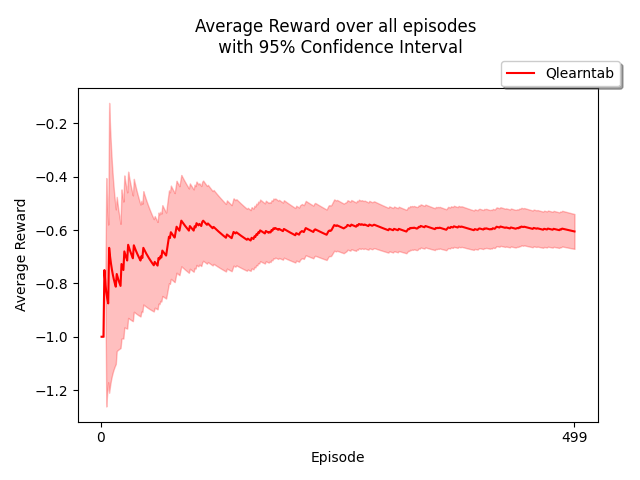 Average Reward over all episodes
with 95% Confidence Interval
Qlearntab
−0.2
−0.4
−0.6
−0.8
−1.0
−1.2
Average Reward
0
499
Episode